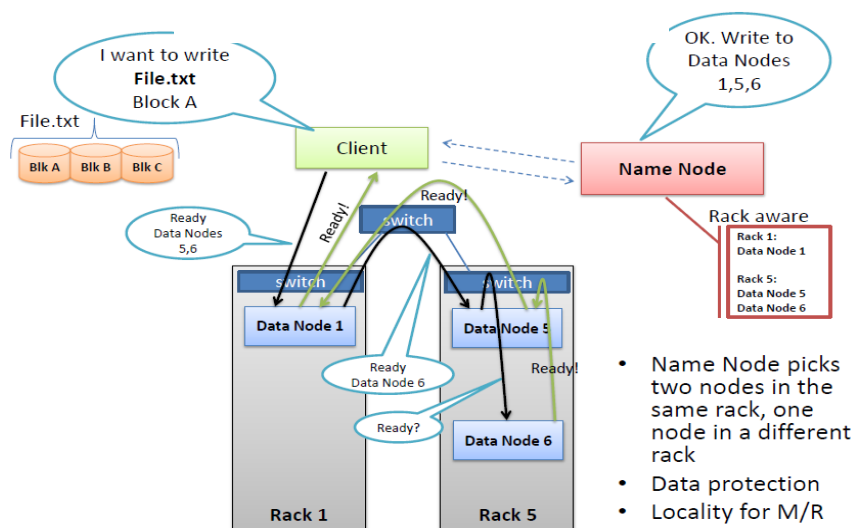 I want to write
File.txt
Block A
OK. Write to
Data Nodes
1,5,6
File.txt
Blk A
Blk B
Blk C
Client
Name Node
Ready!
Ready
Data Nodes
5,6
Ready!
switch
Rack aware
Rack 1:
Data Node 1
Rack 5:
Data Node 5
Data Node 6
switch
switch
Data Node 1
Data Node 5
Ready
Data Node 6
Ready!
Ready?
Data Node 6
Rack 1
Rack 5
• Name Node picks
two nodes in the
same rack, one
node in a different
rack
• Data protection
• Locality for M/R